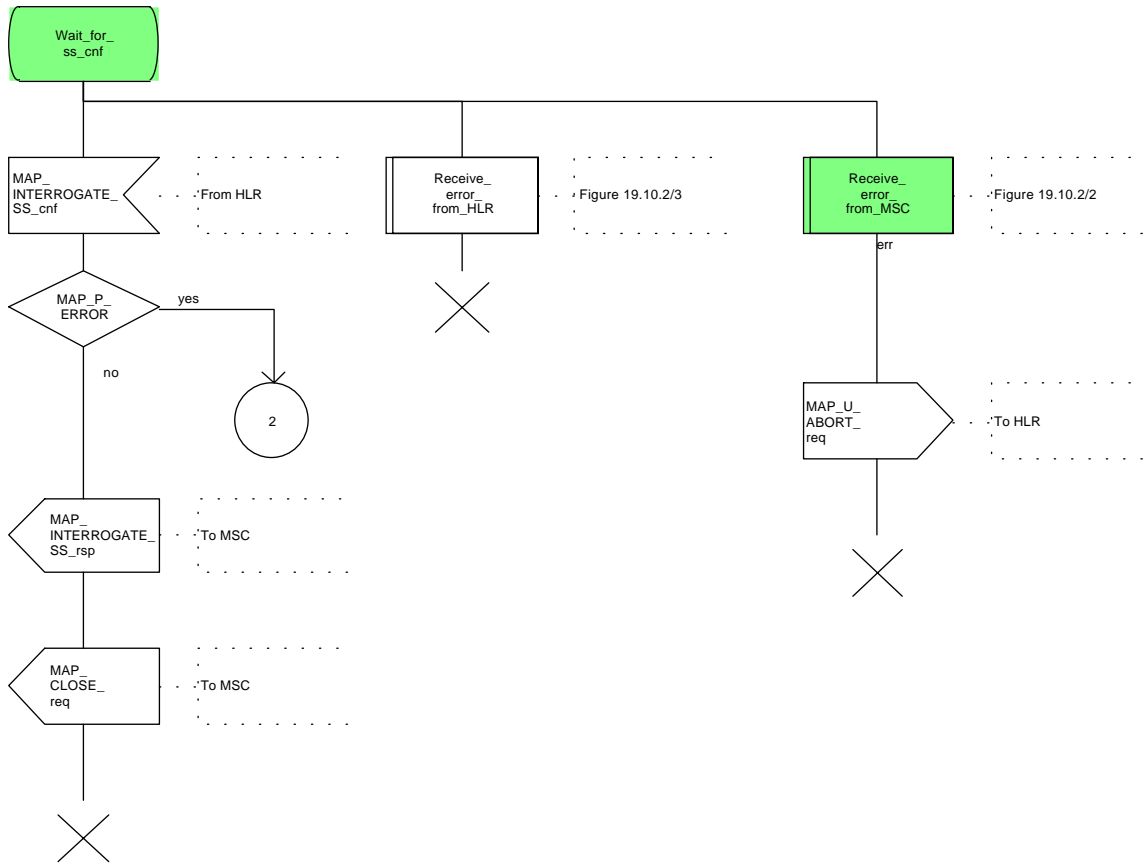 Wait_for_
ss_cnf
MAP_
INTERROGATE_
SS_cnf
From HLR
Receive_
error_
from_HLR
Figure 19.10.2/3
Receive_
error_
from_MSC
Figure 19.10.2/2
err
MAP_P_
ERROR
yes
no
2
MAP_U_
ABORT_
req
To HLR
MAP_
INTERROGATE_
SS_rsp
To MSC
MAP_
CLOSE_
req
To MSC